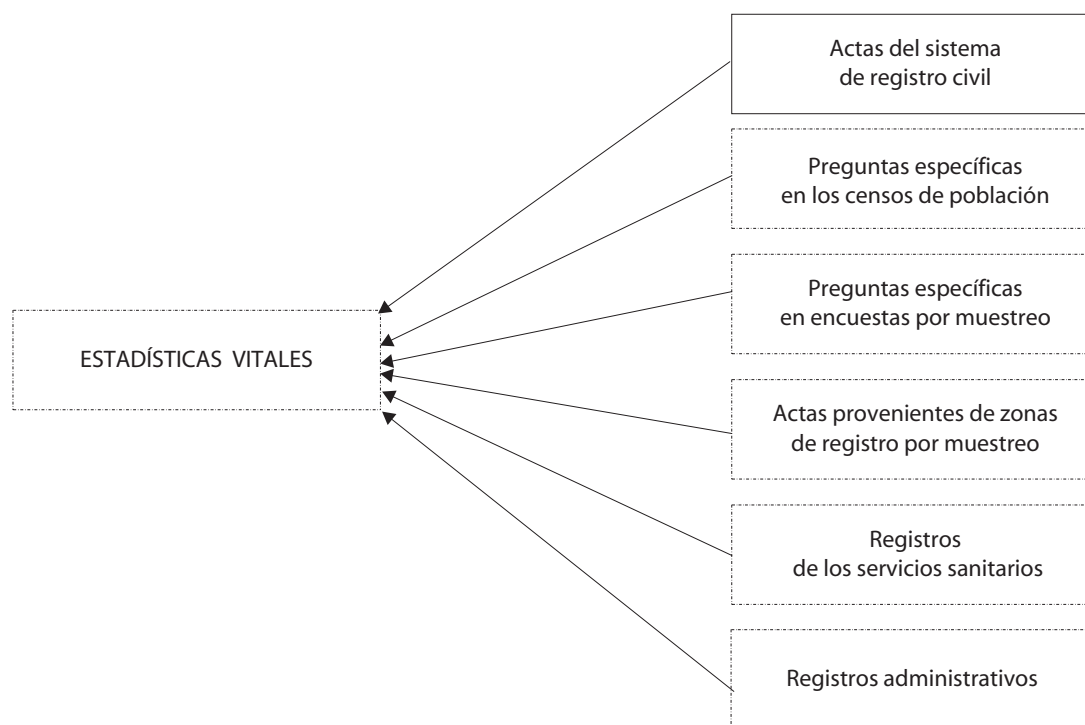 Actas del sistema
de registro civil
Preguntas específicas
en los censos de población
Preguntas específicas
en encuestas por muestreo
ESTADÍSTICAS VITALES
Actas provenientes de zonas
de registro por muestreo
Registros
de los servicios sanitarios
Registros administrativos